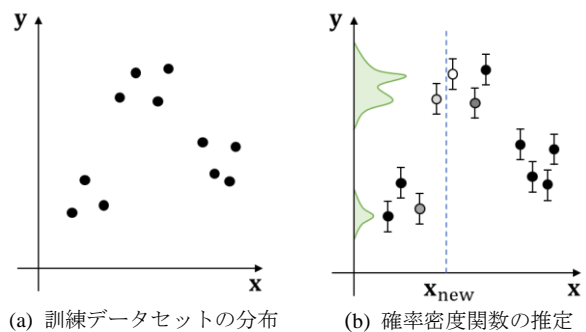 y
x
(a) 訓練データセットの分布
y
x_new
x
(b) 確率密度関数の推定